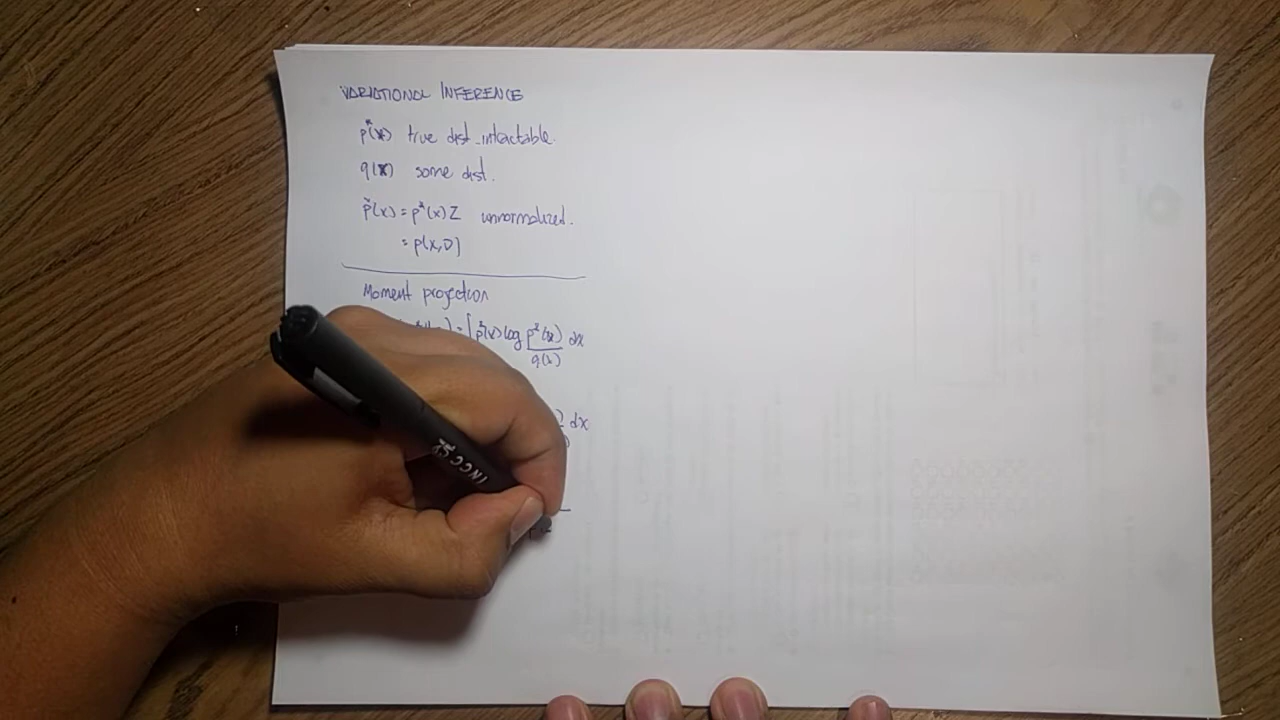 VARIATIONAL INFERENCE
p*(x) true dist intractable.
q(x) some dist.
p̃(x) = p*(x) Z unnormalized.
= p(x, D)
Moment projection
= ∫ p*(x) log p*(x) / q(x) dx
dx